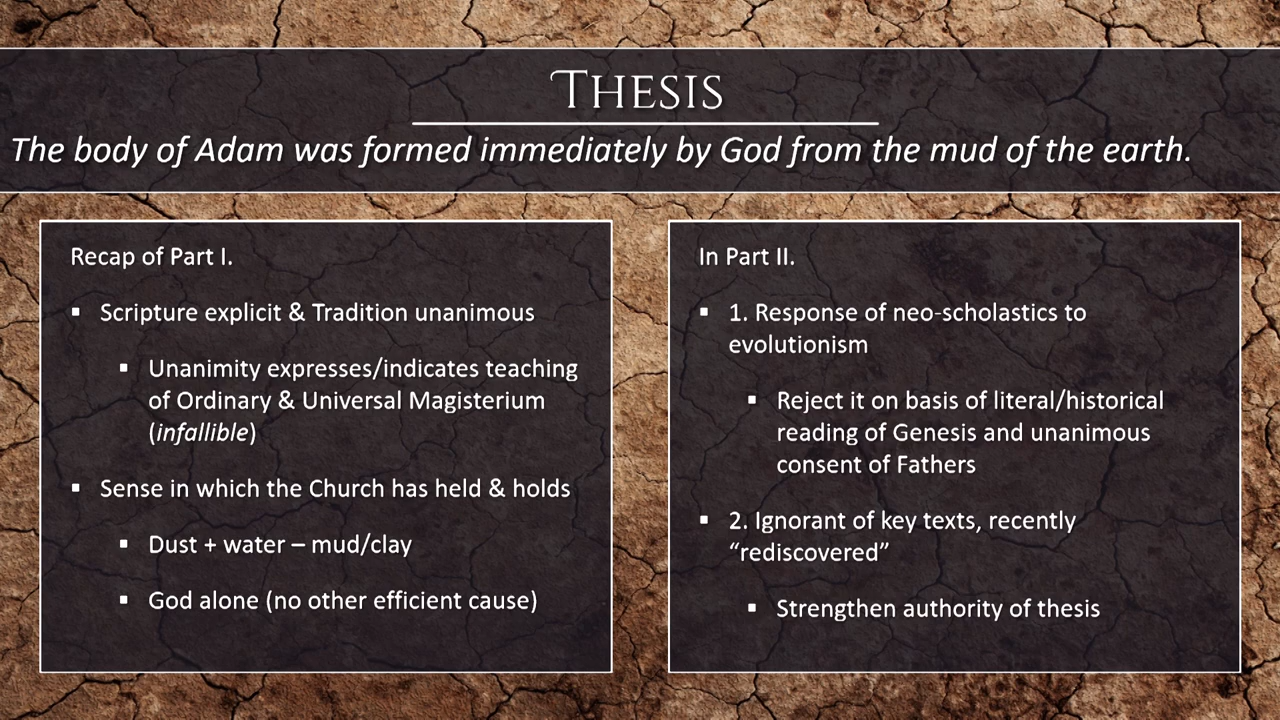 Thesis
The body of Adam was formed immediately by God from the mud of the earth.
Recap of Part I.
▪ Scripture explicit & Tradition unanimous
▪ Unanimity expresses/indicates teaching
of Ordinary & Universal Magisterium
(infallible)
▪ Sense in which the Church has held & holds
▪ Dust + water – mud/clay
▪ God alone (no other efficient cause)
In Part II.
▪ 1. Response of neo-scholastics to
evolutionism
▪ Reject it on basis of literal/historical
reading of Genesis and unanimous
consent of Fathers
▪ 2. Ignorant of key texts, recently
“rediscovered”
▪ Strengthen authority of thesis